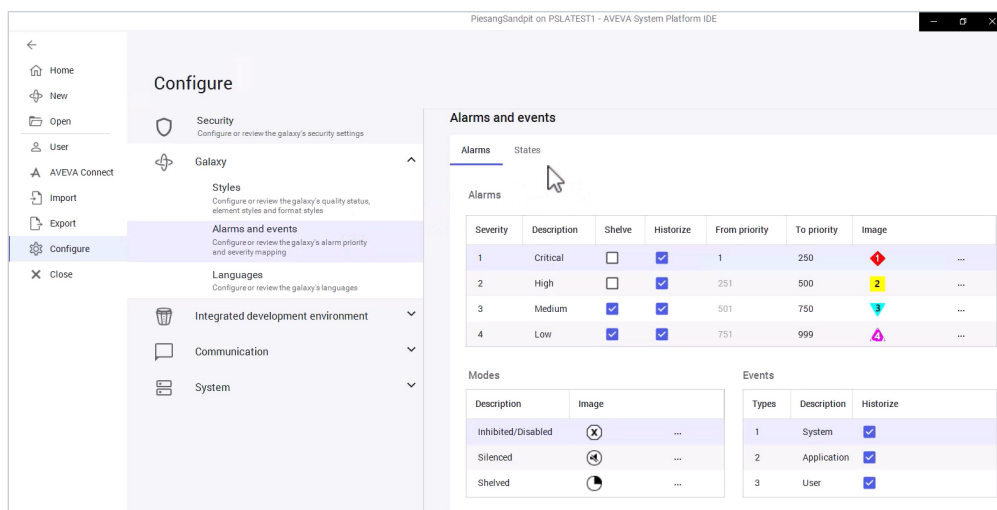 PiesangSandpit on PSLATEST1 - AVEVA System Platform IDE
Home
New
Open
User
AVEVA Connect
Import
Export
Configure
Close
Configure
Security
Configure or review the galaxy's security settings
Galaxy
Styles
Configure or review the galaxy's quality status,
element styles and format styles
Alarms and events
Configure or review the galaxy's alarm priority
and severity mapping
Languages
Configure or review the galaxy's languages
Integrated development environment
Communication
System
Alarms and events
Alarms States
Alarms
Severity Description Shelve Historize From priority To priority Image
1 Critical 1 250 1 ...
2 High 251 500 2 ...
3 Medium 501 750 3 ...
4 Low 751 999 4 ...
Modes
Description Image
Inhibited/Disabled X ...
Silenced ...
Shelved ...
Events
Types Description Historize
1 System
2 Application
3 User